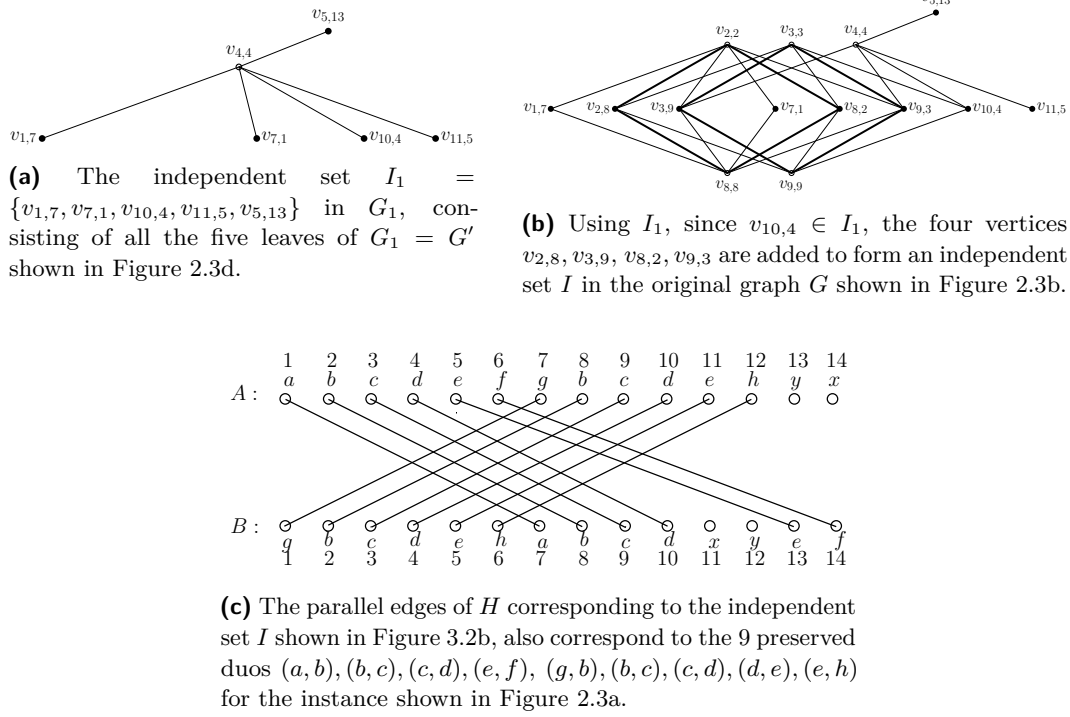 v5,13
v4,4
v1,7
v7,1
v10,4
v11,5
(a) The independent set I1 =
{v1,7, v7,1, v10,4, v11,5, v5,13} in G1, con-
sisting of all the five leaves of G1 = G′
shown in Figure 2.3d.
v5,13
v2,2 v3,3 v4,4
v1,7 v2,8 v3,9 v7,1 v8,2 v9,3 v10,4 v11,5
v8,8 v9,9
(b) Using I1, since v10,4 ∈ I1, the four vertices
v2,8, v3,9, v8,2, v9,3 are added to form an independent
set I in the original graph G shown in Figure 2.3b.
1 2 3 4 5 6 7 8 9 10 11 12 13 14
a b c d e f g b c d e h y x
A :
B :
g b c d e h a b c d x y e f
1 2 3 4 5 6 7 8 9 10 11 12 13 14
(c) The parallel edges of H corresponding to the independent
set I shown in Figure 3.2b, also correspond to the 9 preserved
duos (a, b), (b, c), (c, d), (e, f), (g, b), (b, c), (c, d), (d, e), (e, h)
for the instance shown in Figure 2.3a.